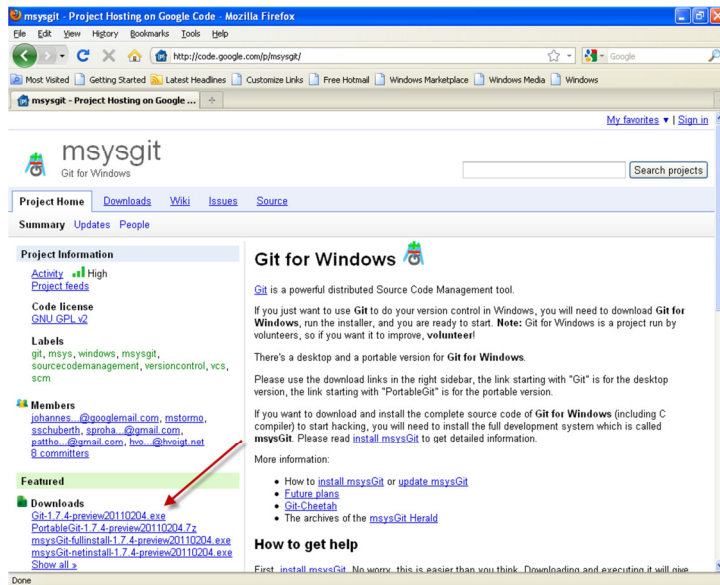 msysgit - Project Hosting on Google Code - Mozilla Firefox
File Edit View History Bookmarks Tools Help
http://code.google.com/p/msysgit/
Google
Most Visited Getting Started Latest Headlines Customize Links Free Hotmail Windows Marketplace Windows Media Windows
msysgit - Project Hosting on Google ...
My favorites ▼ | Sign in
msysgit
Git for Windows
Search projects
Project Home Downloads Wiki Issues Source
Summary Updates People
Project Information
Activity High
Project feeds
Code license
GNU GPL v2
Labels
git, msys, windows, msysgit,
sourcecodemanagement, versioncontrol, vcs,
scm
Members
johannes...@googlemail.com, mstormo,
sschuberth, sproha...@gmail.com,
pattho...@gmail.com, hvo...@hvoigt.net
8 committers
Featured
Downloads
Git-1.7.4-preview20110204.exe
PortableGit-1.7.4-preview20110204.7z
msysGit-fullinstall-1.7.4-preview20110204.exe
msysGit-netinstall-1.7.4-preview20110204.exe
Show all »
Git for Windows
Git is a powerful distributed Source Code Management tool.
If you just want to use Git to do your version control in Windows, you will need to download Git for
Windows, run the installer, and you are ready to start. Note: Git for Windows is a project run by
volunteers, so if you want it to improve, volunteer!
There's a desktop and a portable version for Git for Windows.
Please use the download links in the right sidebar, the link starting with "Git" is for the desktop
version, the link starting with "PortableGit" is for the portable version.
If you want to download and install the complete source code of Git for Windows (including C
compiler) to start hacking, you will need to install the full development system which is called
msysGit. Please read install msysGit to get detailed information.
More information:
• How to install msysGit or update msysGit
• Future plans
• Git-Cheetah
• The archives of the msysGit Herald
How to get help
First, install msysGit. No worry, this is easier than you think. Downloading and executing it will give
Done